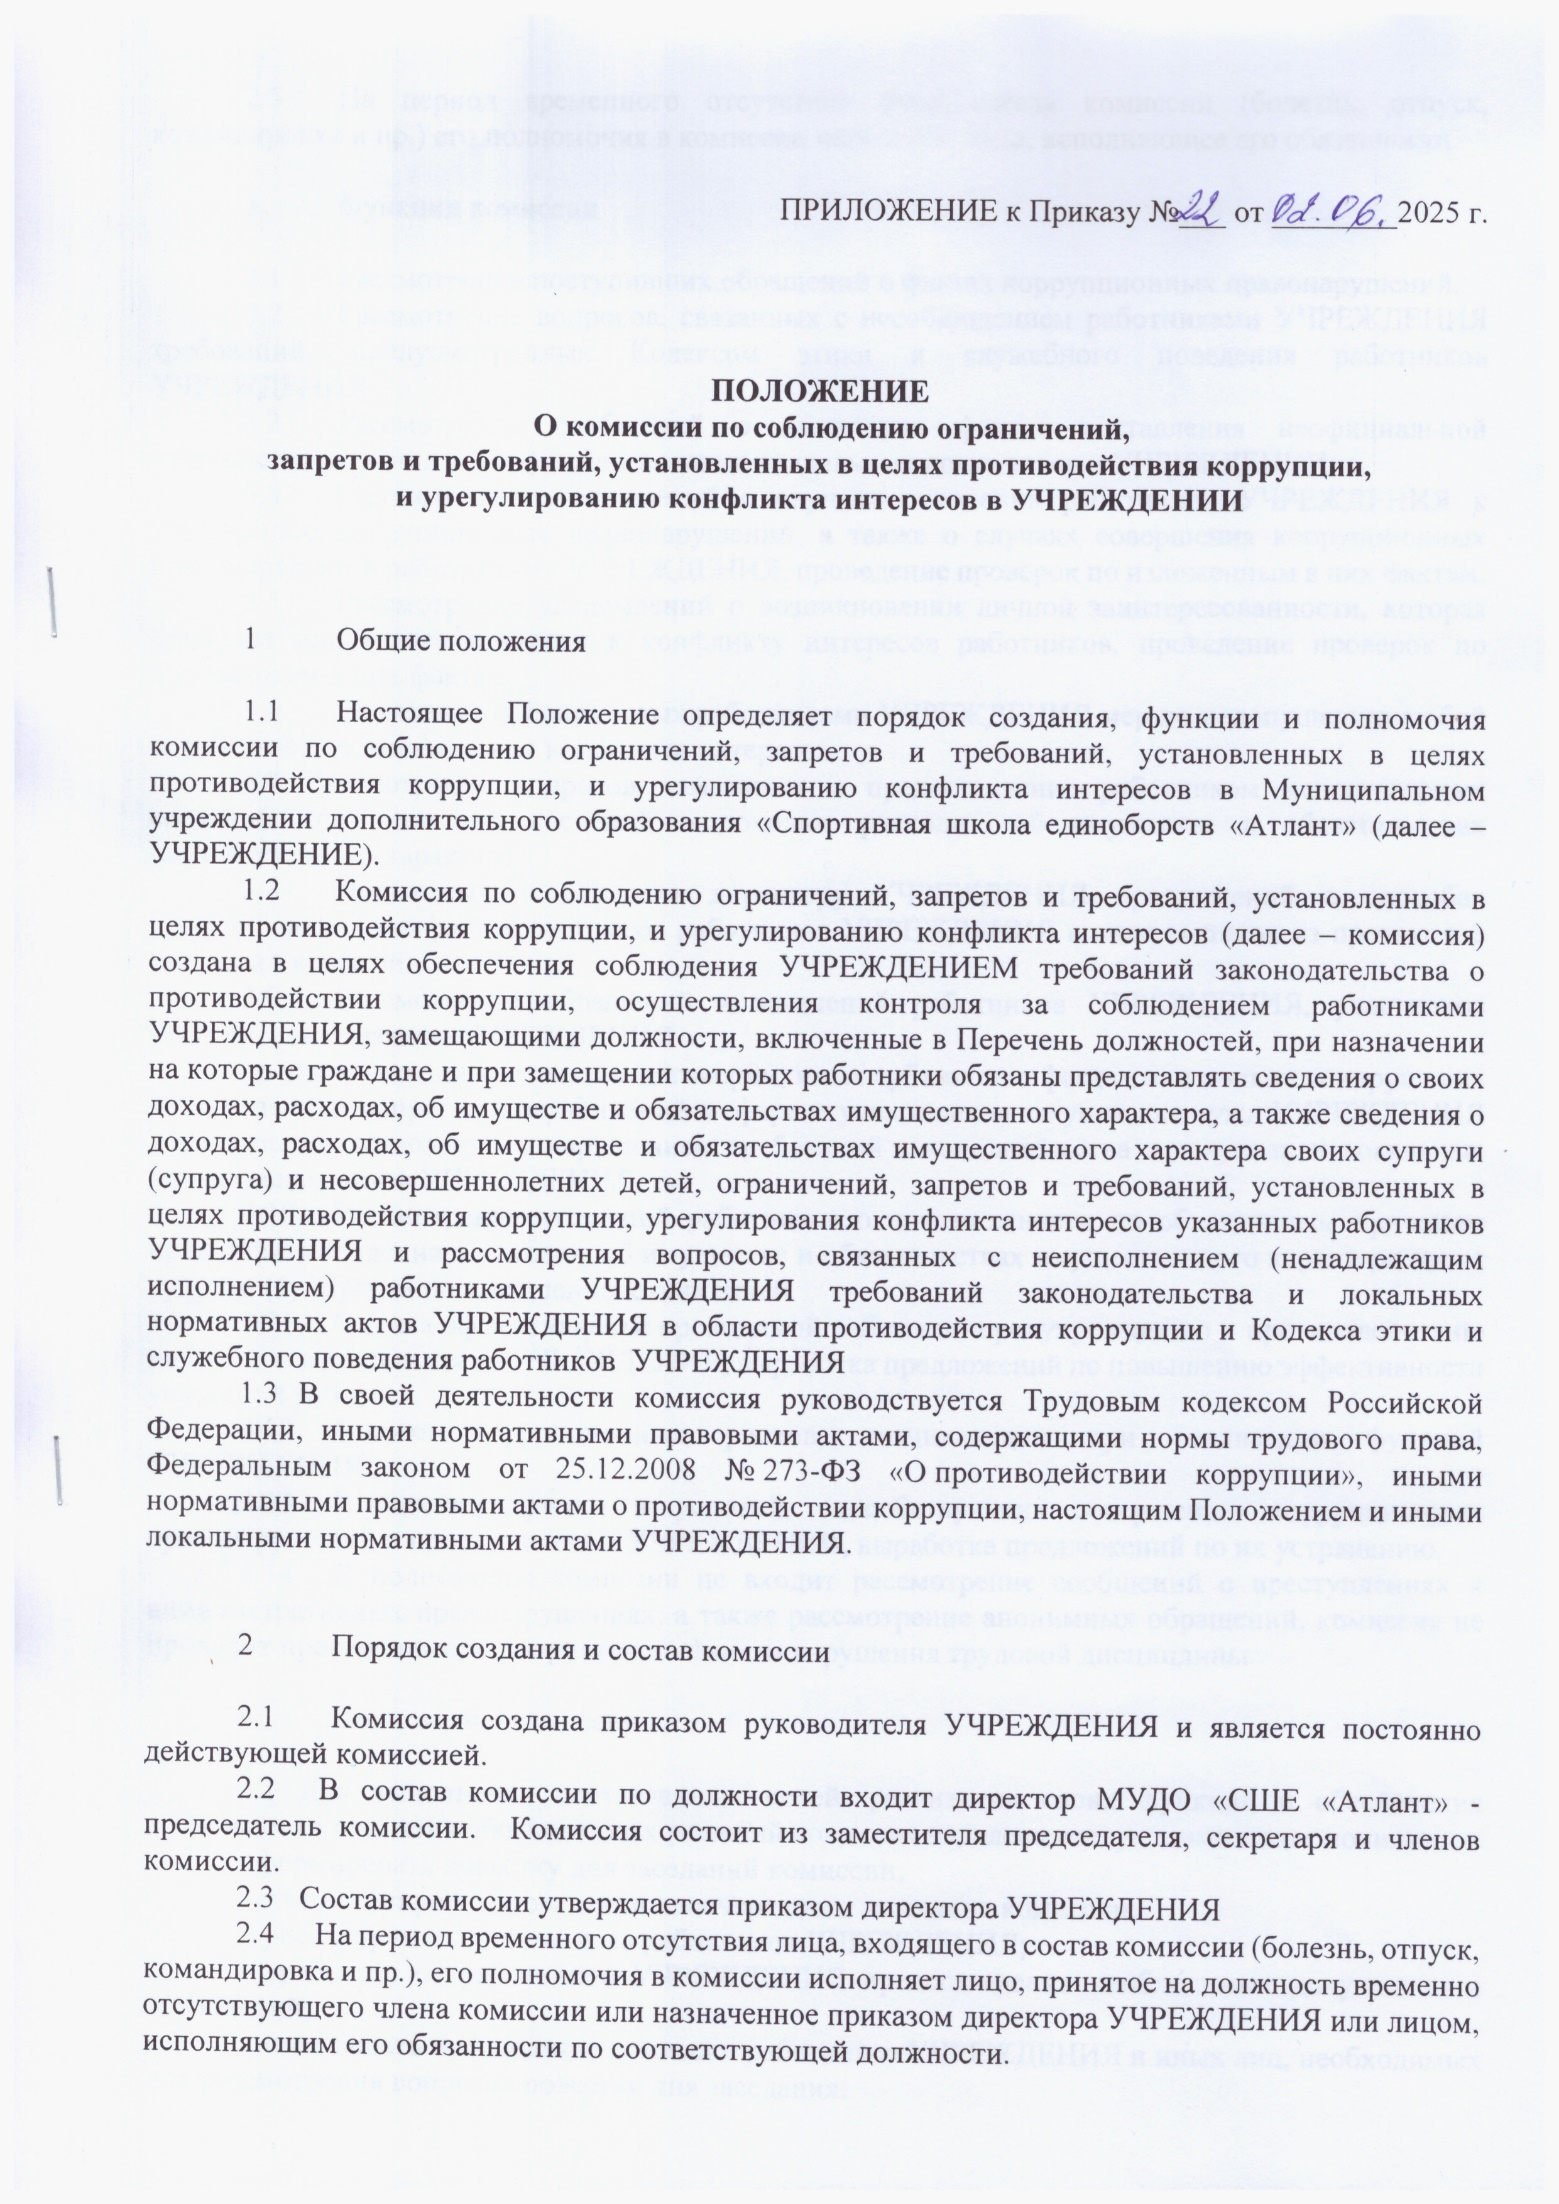 ПРИЛОЖЕНИЕ к Приказу №22 от 02.06.2025 г.
ПОЛОЖЕНИЕ
О комиссии по соблюдению ограничений,
запретов и требований, установленных в целях противодействия коррупции,
и урегулированию конфликта интересов в УЧРЕЖДЕНИИ
1 Общие положения
1.1 Настоящее Положение определяет порядок создания, функции и полномочия
комиссии по соблюдению ограничений, запретов и требований, установленных в целях
противодействия коррупции, и урегулированию конфликта интересов в Муниципальном
учреждении дополнительного образования «Спортивная школа единоборств «Атлант» (далее –
УЧРЕЖДЕНИЕ).
1.2 Комиссия по соблюдению ограничений, запретов и требований, установленных в
целях противодействия коррупции, и урегулированию конфликта интересов (далее – комиссия)
создана в целях обеспечения соблюдения УЧРЕЖДЕНИЕМ требований законодательства о
противодействии коррупции, осуществления контроля за соблюдением работниками
УЧРЕЖДЕНИЯ, замещающими должности, включенные в Перечень должностей, при назначении
на которые граждане и при замещении которых работники обязаны представлять сведения о своих
доходах, расходах, об имуществе и обязательствах имущественного характера, а также сведения о
доходах, расходах, об имуществе и обязательствах имущественного характера своих супруги
(супруга) и несовершеннолетних детей, ограничений, запретов и требований, установленных в
целях противодействия коррупции, урегулирования конфликта интересов указанных работников
УЧРЕЖДЕНИЯ и рассмотрения вопросов, связанных с неисполнением (ненадлежащим
исполнением) работниками УЧРЕЖДЕНИЯ требований законодательства и локальных
нормативных актов УЧРЕЖДЕНИЯ в области противодействия коррупции и Кодекса этики и
служебного поведения работников УЧРЕЖДЕНИЯ
1.3 В своей деятельности комиссия руководствуется Трудовым кодексом Российской
Федерации, иными нормативными правовыми актами, содержащими нормы трудового права,
Федеральным законом от 25.12.2008 № 273-ФЗ «О противодействии коррупции», иными
нормативными правовыми актами о противодействии коррупции, настоящим Положением и иными
локальными нормативными актами УЧРЕЖДЕНИЯ.
2 Порядок создания и состав комиссии
2.1 Комиссия создана приказом руководителя УЧРЕЖДЕНИЯ и является постоянно
действующей комиссией.
2.2 В состав комиссии по должности входит директор МУДО «СШЕ «Атлант» -
председатель комиссии. Комиссия состоит из заместителя председателя, секретаря и членов
комиссии.
2.3 Состав комиссии утверждается приказом директора УЧРЕЖДЕНИЯ
2.4 На период временного отсутствия лица, входящего в состав комиссии (болезнь, отпуск,
командировка и пр.), его полномочия в комиссии исполняет лицо, принятое на должность временно
отсутствующего члена комиссии или назначенное приказом директора УЧРЕЖДЕНИЯ или лицом,
исполняющим его обязанности по соответствующей должности.